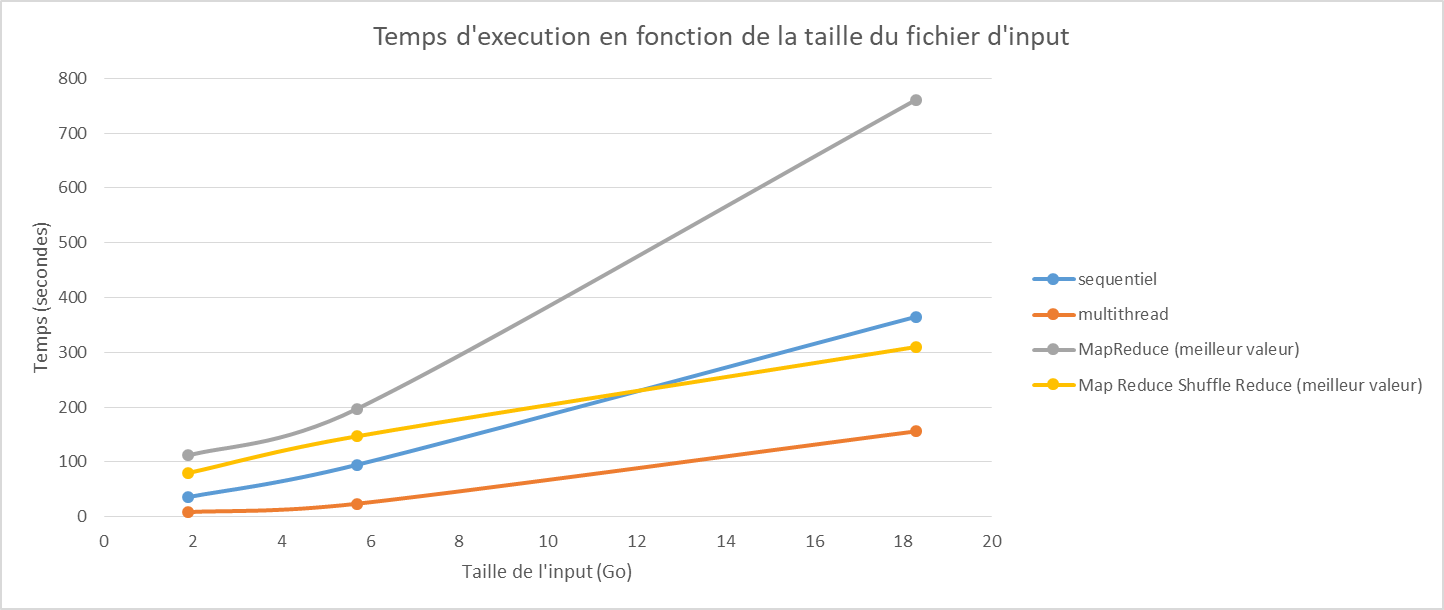 Temps d'execution en fonction de la taille du fichier d'input
800
700
600
500
400
300
200
100
0
Temps (secondes)
0 2 4 6 8 10 12 14 16 18 20
Taille de l'input (Go)
sequentiel
multithread
MapReduce (meilleur valeur)
Map Reduce Shuffle Reduce (meilleur valeur)